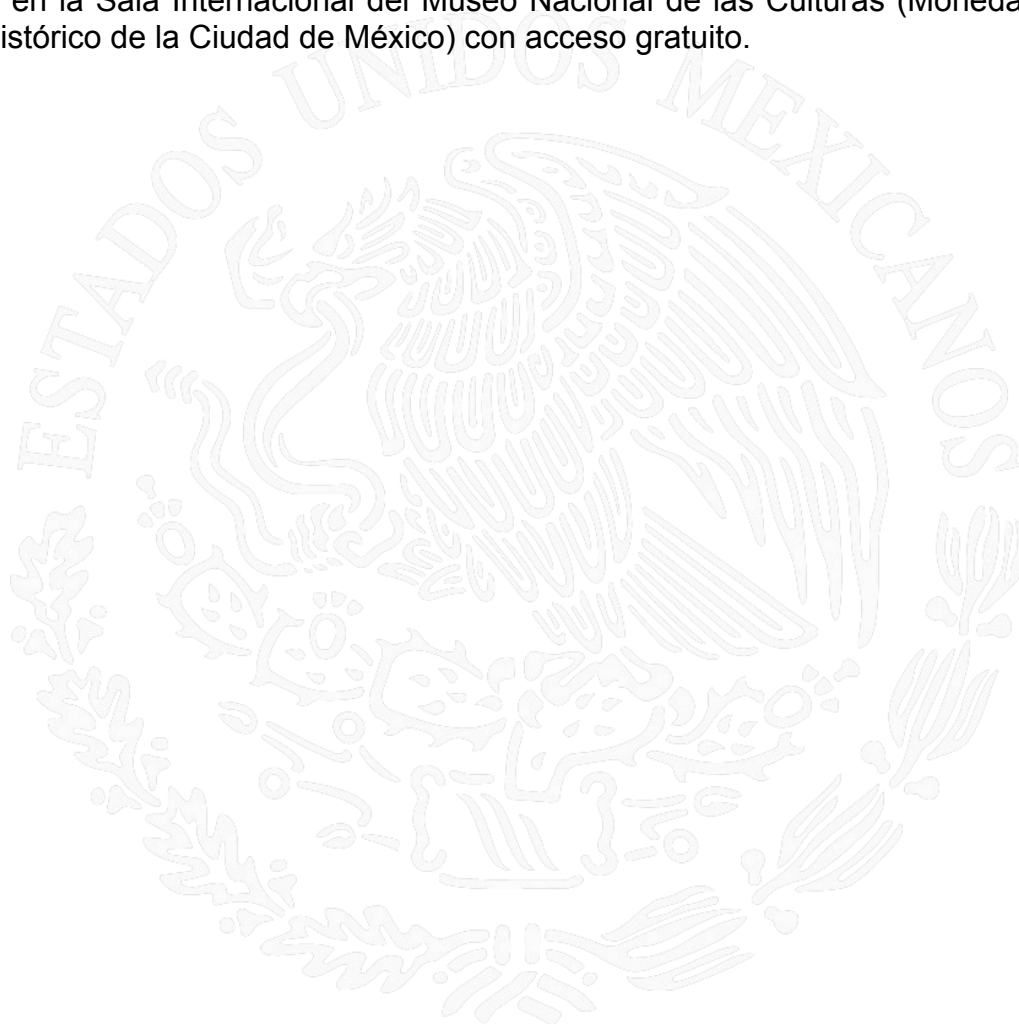 en la Sala Internacional del Museo Nacional de las Culturas (Moneda
istórico de la Ciudad de México) con acceso gratuito.
ESTADOS UNIDOS MEXICANOS